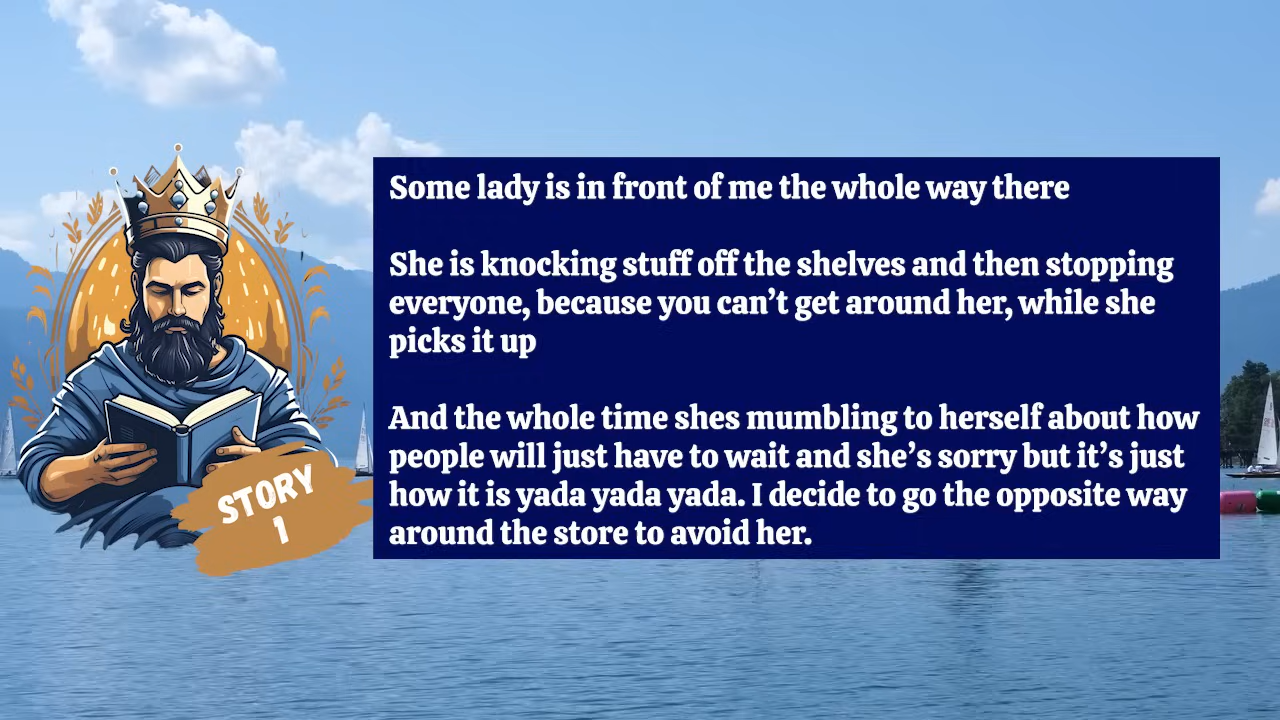 Some lady is in front of me the whole way there
She is knocking stuff off the shelves and then stopping
everyone, because you can’t get around her, while she
picks it up
And the whole time shes mumbling to herself about how
people will just have to wait and she’s sorry but it’s just
how it is yada yada yada. I decide to go the opposite way
around the store to avoid her.
STORY
1